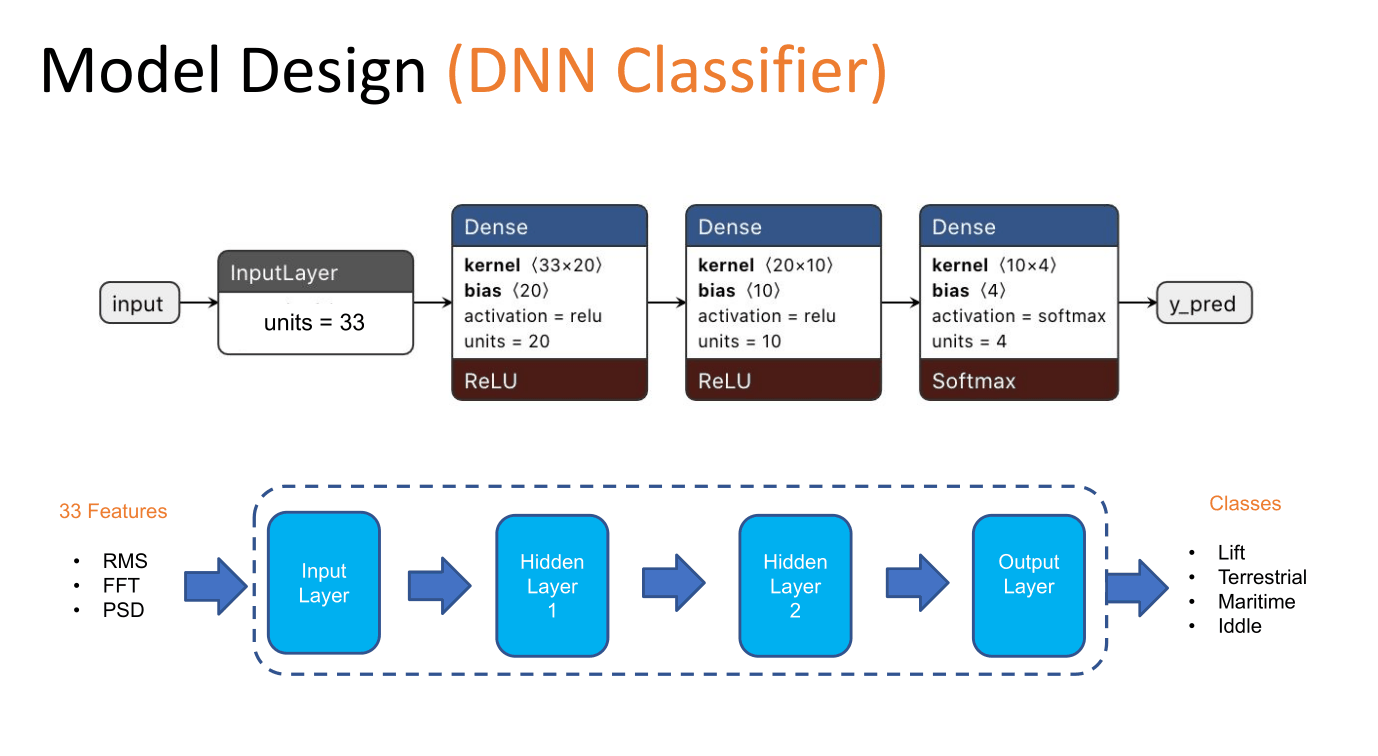 Model Design (DNN Classifier)
input
InputLayer
units = 33
Dense
kernel ⟨33×20⟩
bias ⟨20⟩
activation = relu
units = 20
ReLU
Dense
kernel ⟨20×10⟩
bias ⟨10⟩
activation = relu
units = 10
ReLU
Dense
kernel ⟨10×4⟩
bias ⟨4⟩
activation = softmax
units = 4
Softmax
y_pred
33 Features
• RMS
• FFT
• PSD
Input
Layer
Hidden
Layer
1
Hidden
Layer
2
Output
Layer
Classes
• Lift
• Terrestrial
• Maritime
• Iddle